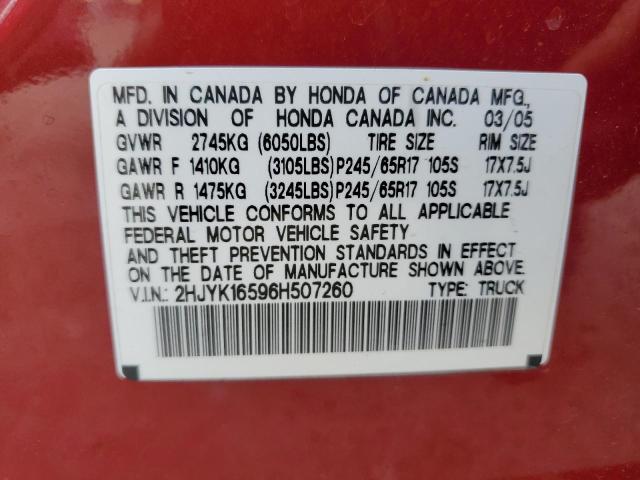 MFD. IN CANADA BY HONDA OF CANADA MFG.,
A DIVISION OF HONDA CANADA INC. 03/05
GVWR 2745KG (6050LBS) TIRE SIZE RIM SIZE
GAWR F 1410KG (3105LBS) P245/65R17 105S 17X7.5J
GAWR R 1475KG (3245LBS) P245/65R17 105S 17X7.5J
THIS VEHICLE CONFORMS TO ALL APPLICABLE
FEDERAL MOTOR VEHICLE SAFETY
AND THEFT PREVENTION STANDARDS IN EFFECT
ON THE DATE OF MANUFACTURE SHOWN ABOVE.
V.I.N.: 2HJYK16596H507260 TYPE: TRUCK